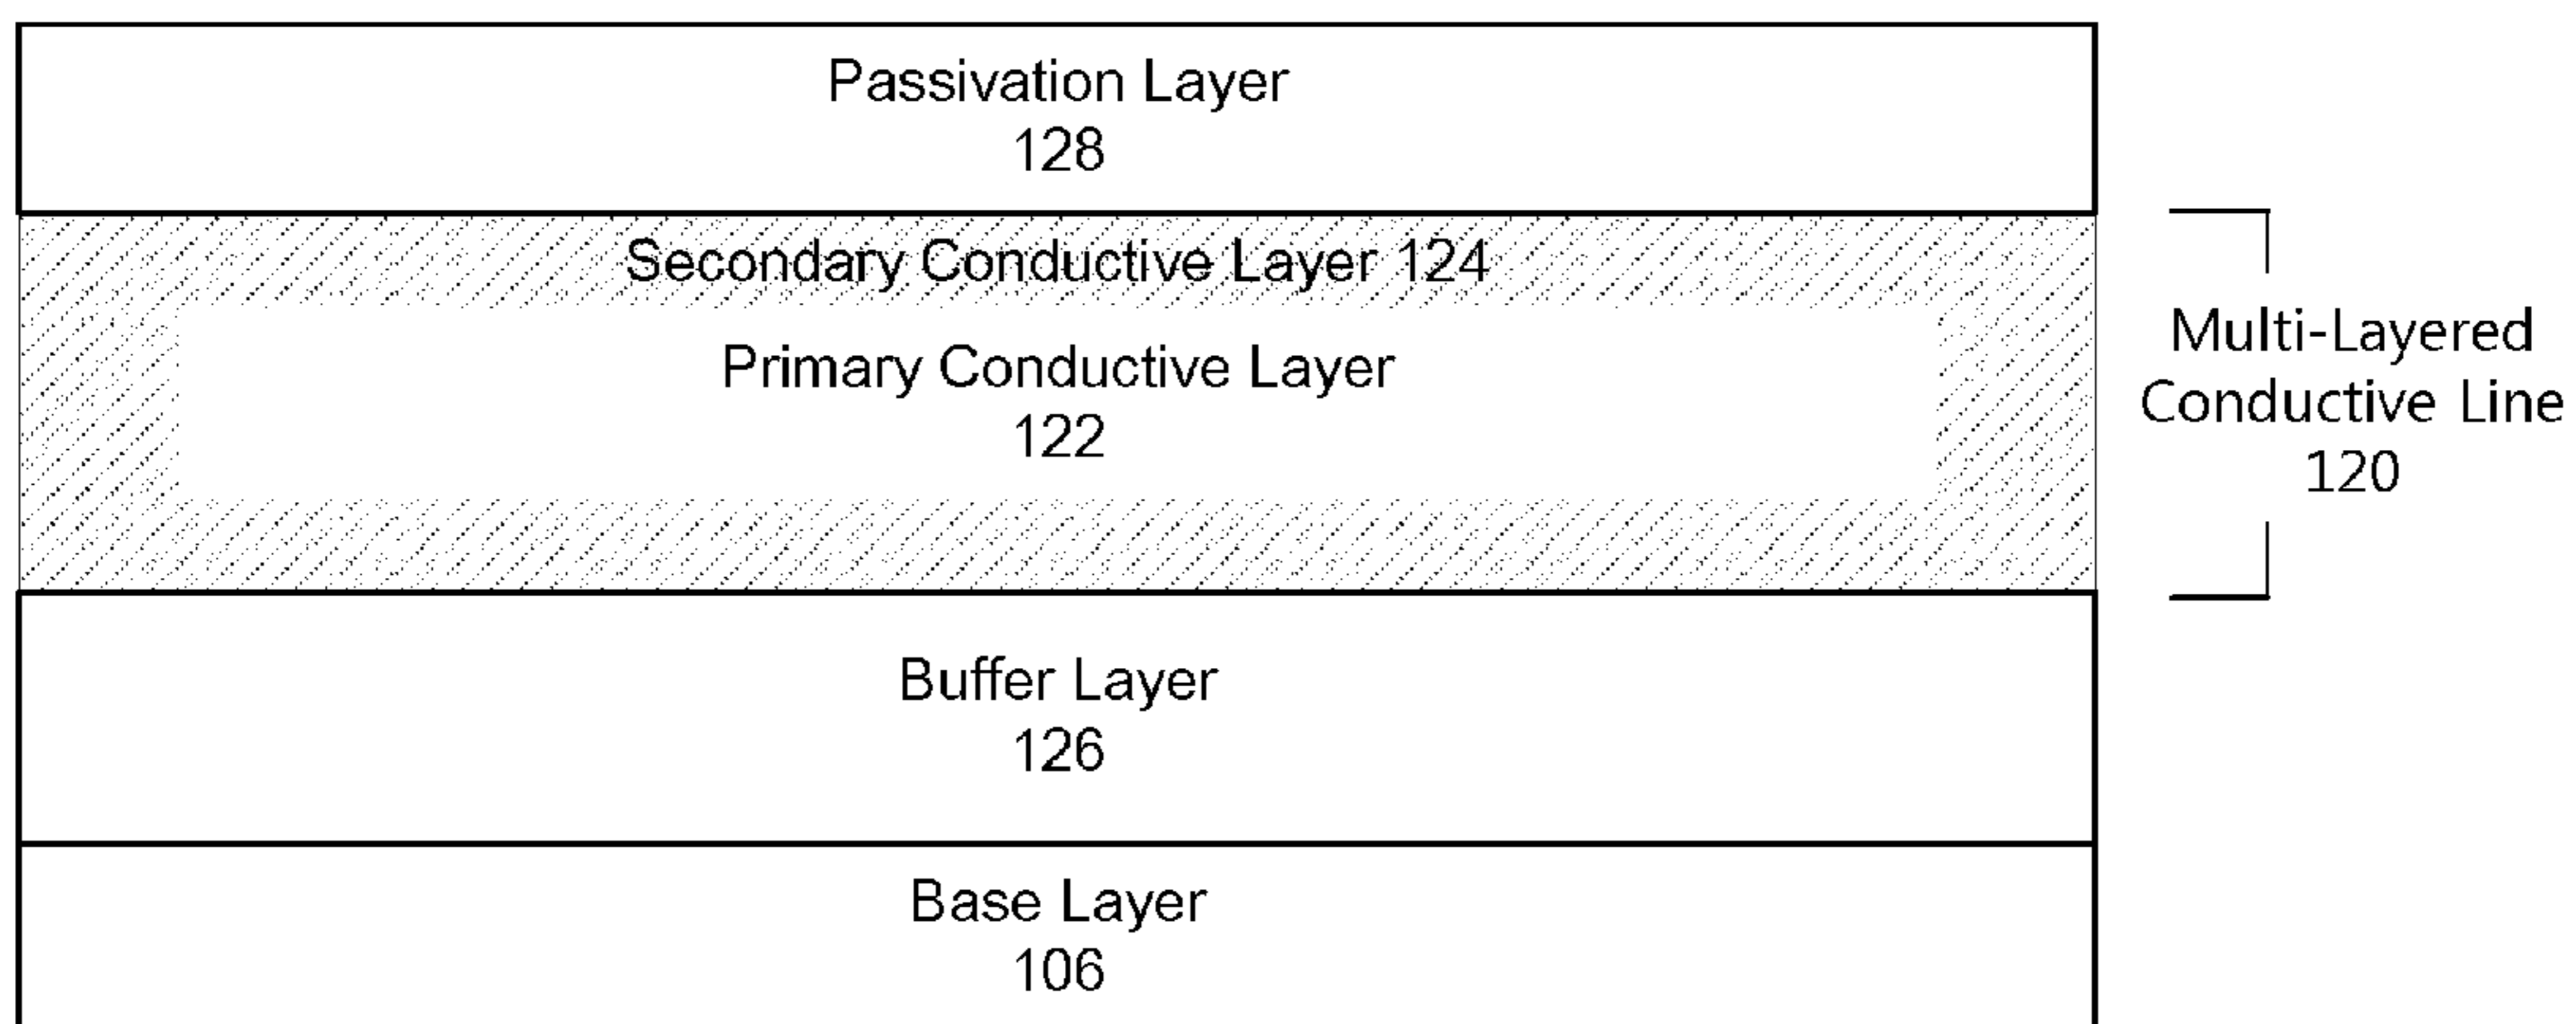 Passivation Layer
128
Secondary Conductive Layer 124
Primary Conductive Layer
122
Multi-Layered
Conductive Line
120
Buffer Layer
126
Base Layer
106